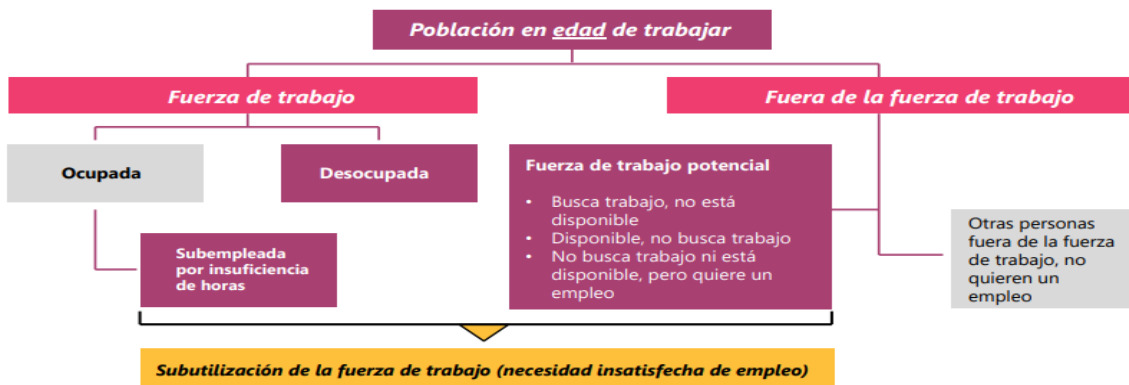 Población en edad de trabajar
Fuerza de trabajo
Fuera de la fuerza de trabajo
Ocupada
Desocupada
Fuerza de trabajo potencial
• Busca trabajo, no está
disponible
• Disponible, no busca trabajo
• No busca trabajo ni está
disponible, pero quiere un
empleo
Otras personas
fuera de la fuerza
de trabajo, no
quieren un
empleo
Subempleada
por insuficiencia
de horas
Subutilización de la fuerza de trabajo (necesidad insatisfecha de empleo)